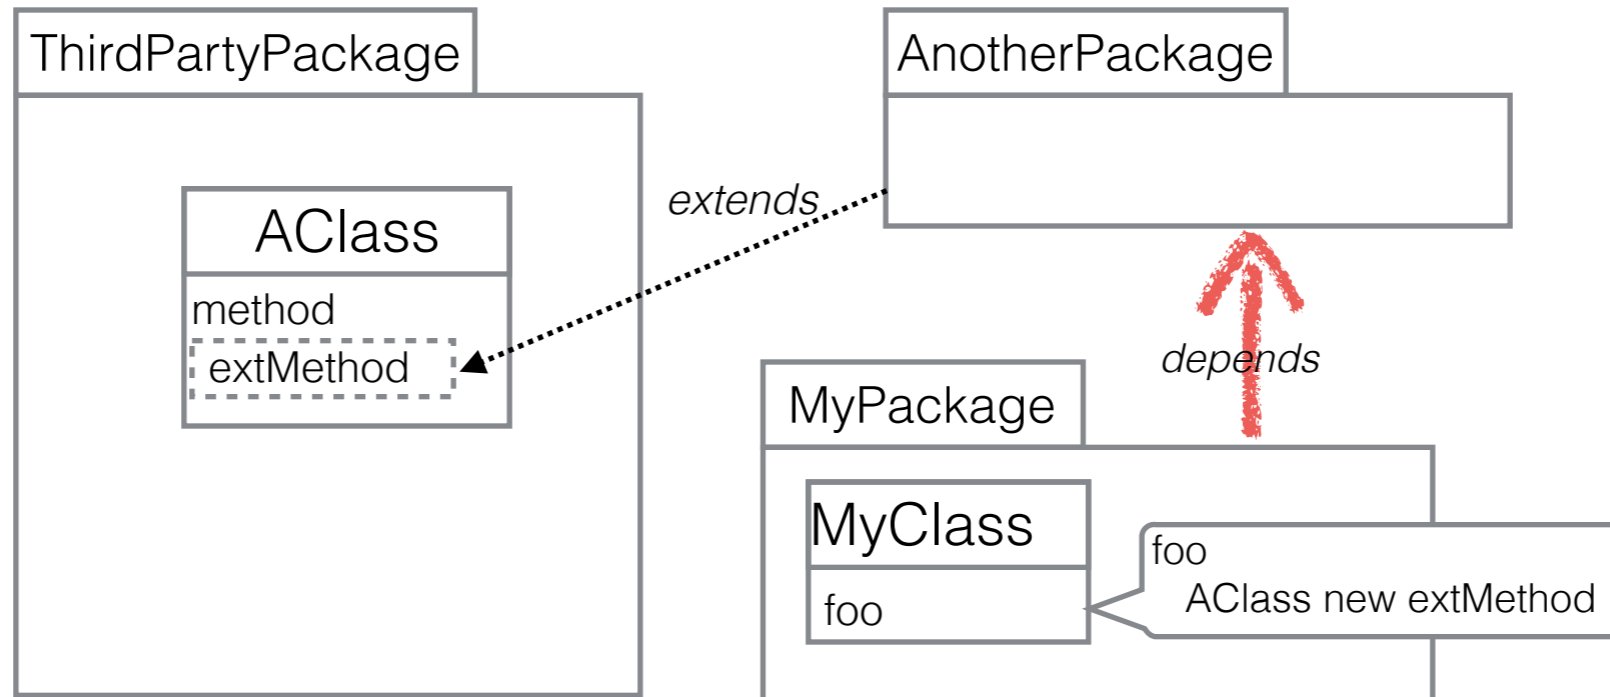 ThirdPartyPackage
AnotherPackage
extends
AClass
method
extMethod
depends
MyPackage
MyClass
foo
foo
AClass new extMethod